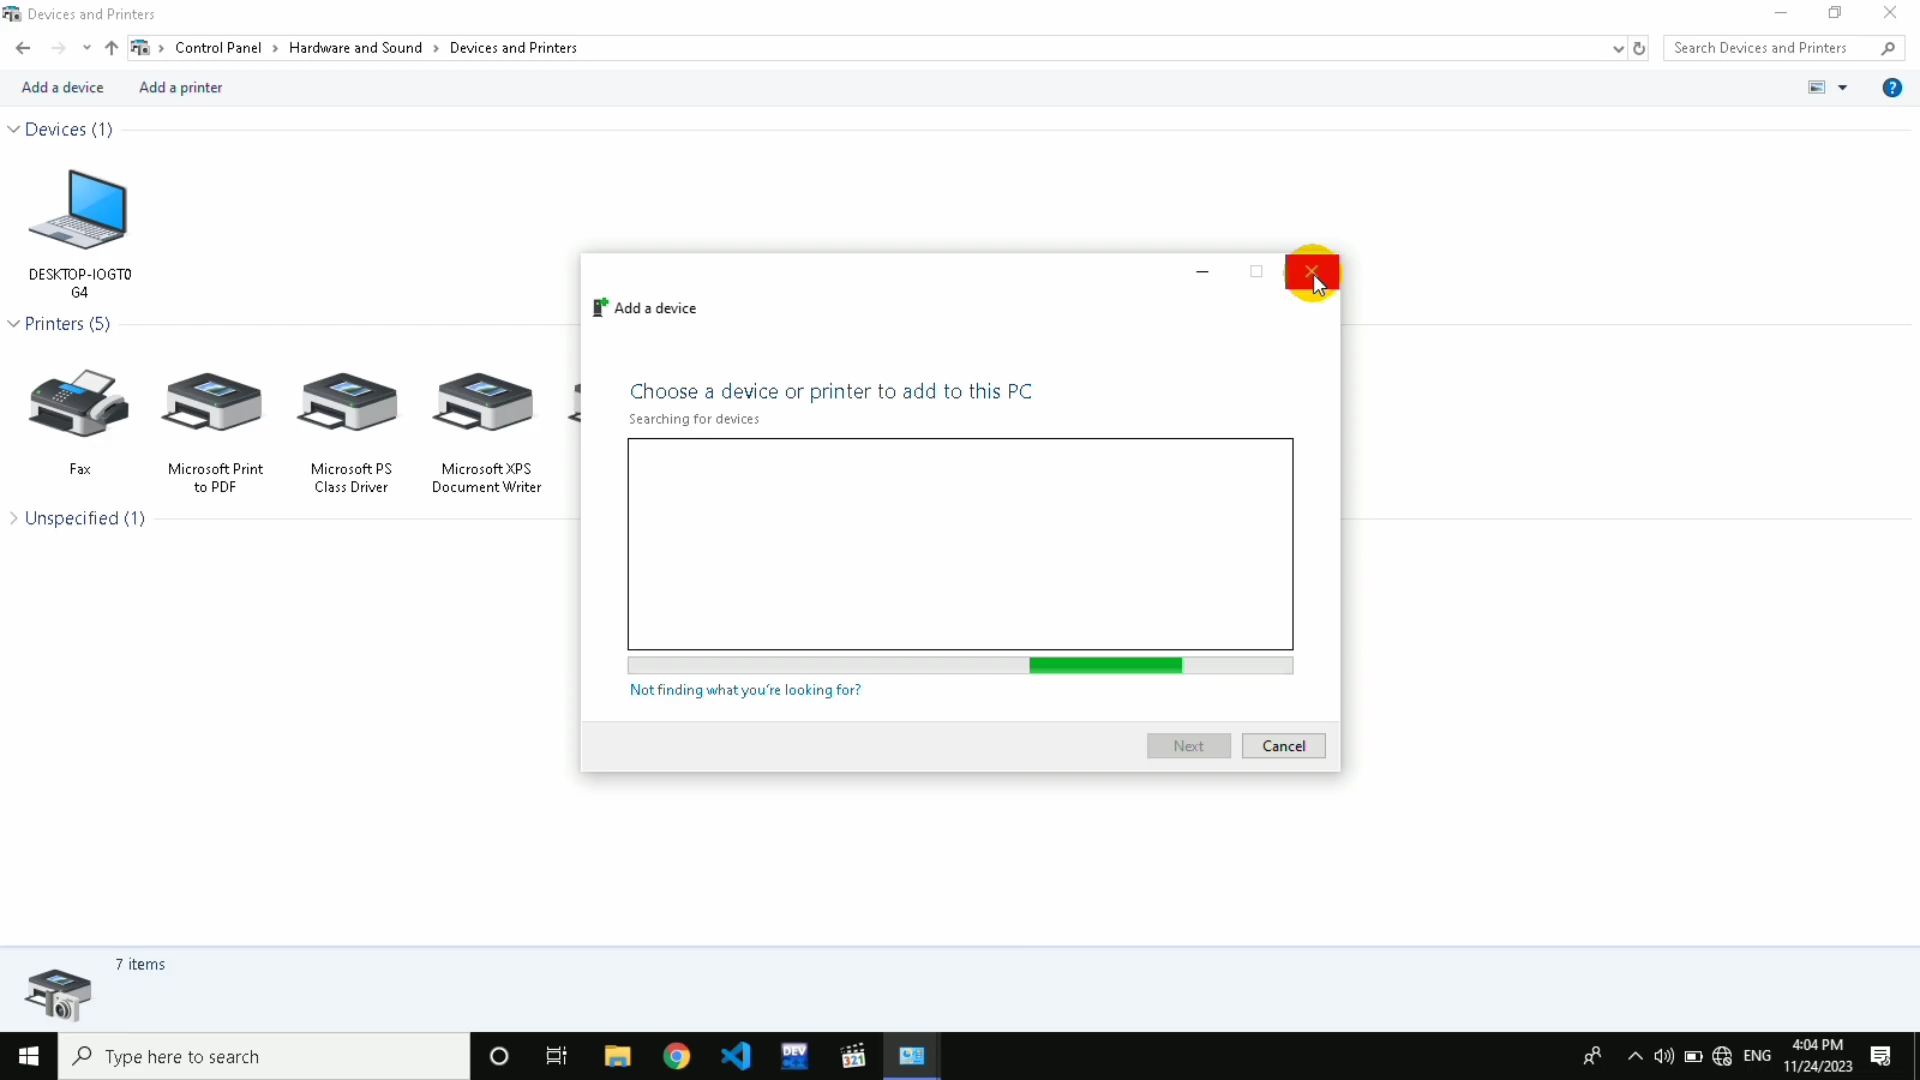 Devices and Printers
Control Panel > Hardware and Sound > Devices and Printers
Search Devices and Printers
Add a device
Add a printer
?
Devices (1)
DESKTOP-IOGT0
G4
Printers (5)
Fax
Microsoft Print
to PDF
Microsoft PS
Class Driver
Microsoft XPS
Document Writer
Unspecified (1)
Add a device
Choose a device or printer to add to this PC
Searching for devices
Not finding what you're looking for?
Next
Cancel
7 items
Type here to search
DEV
321
ENG
4:04 PM
11/24/2023